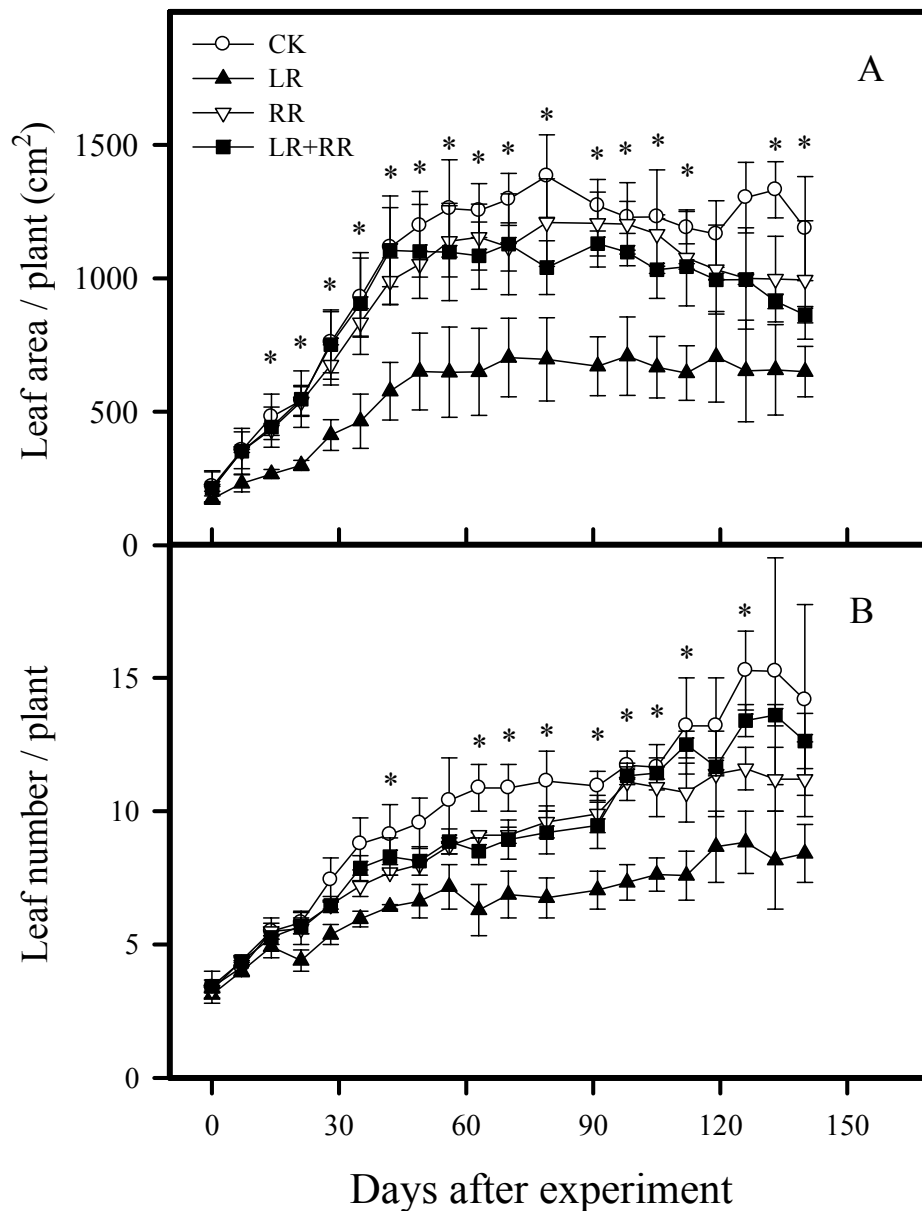 CK
LR
RR
LR+RR
A
* * * * * * * * * * * * * * * * *
1500
1000
500
0
Leaf area / plant (cm²)
B
* * * * * * * * *
15
10
5
0
Leaf number / plant
0 30 60 90 120 150
Days after experiment